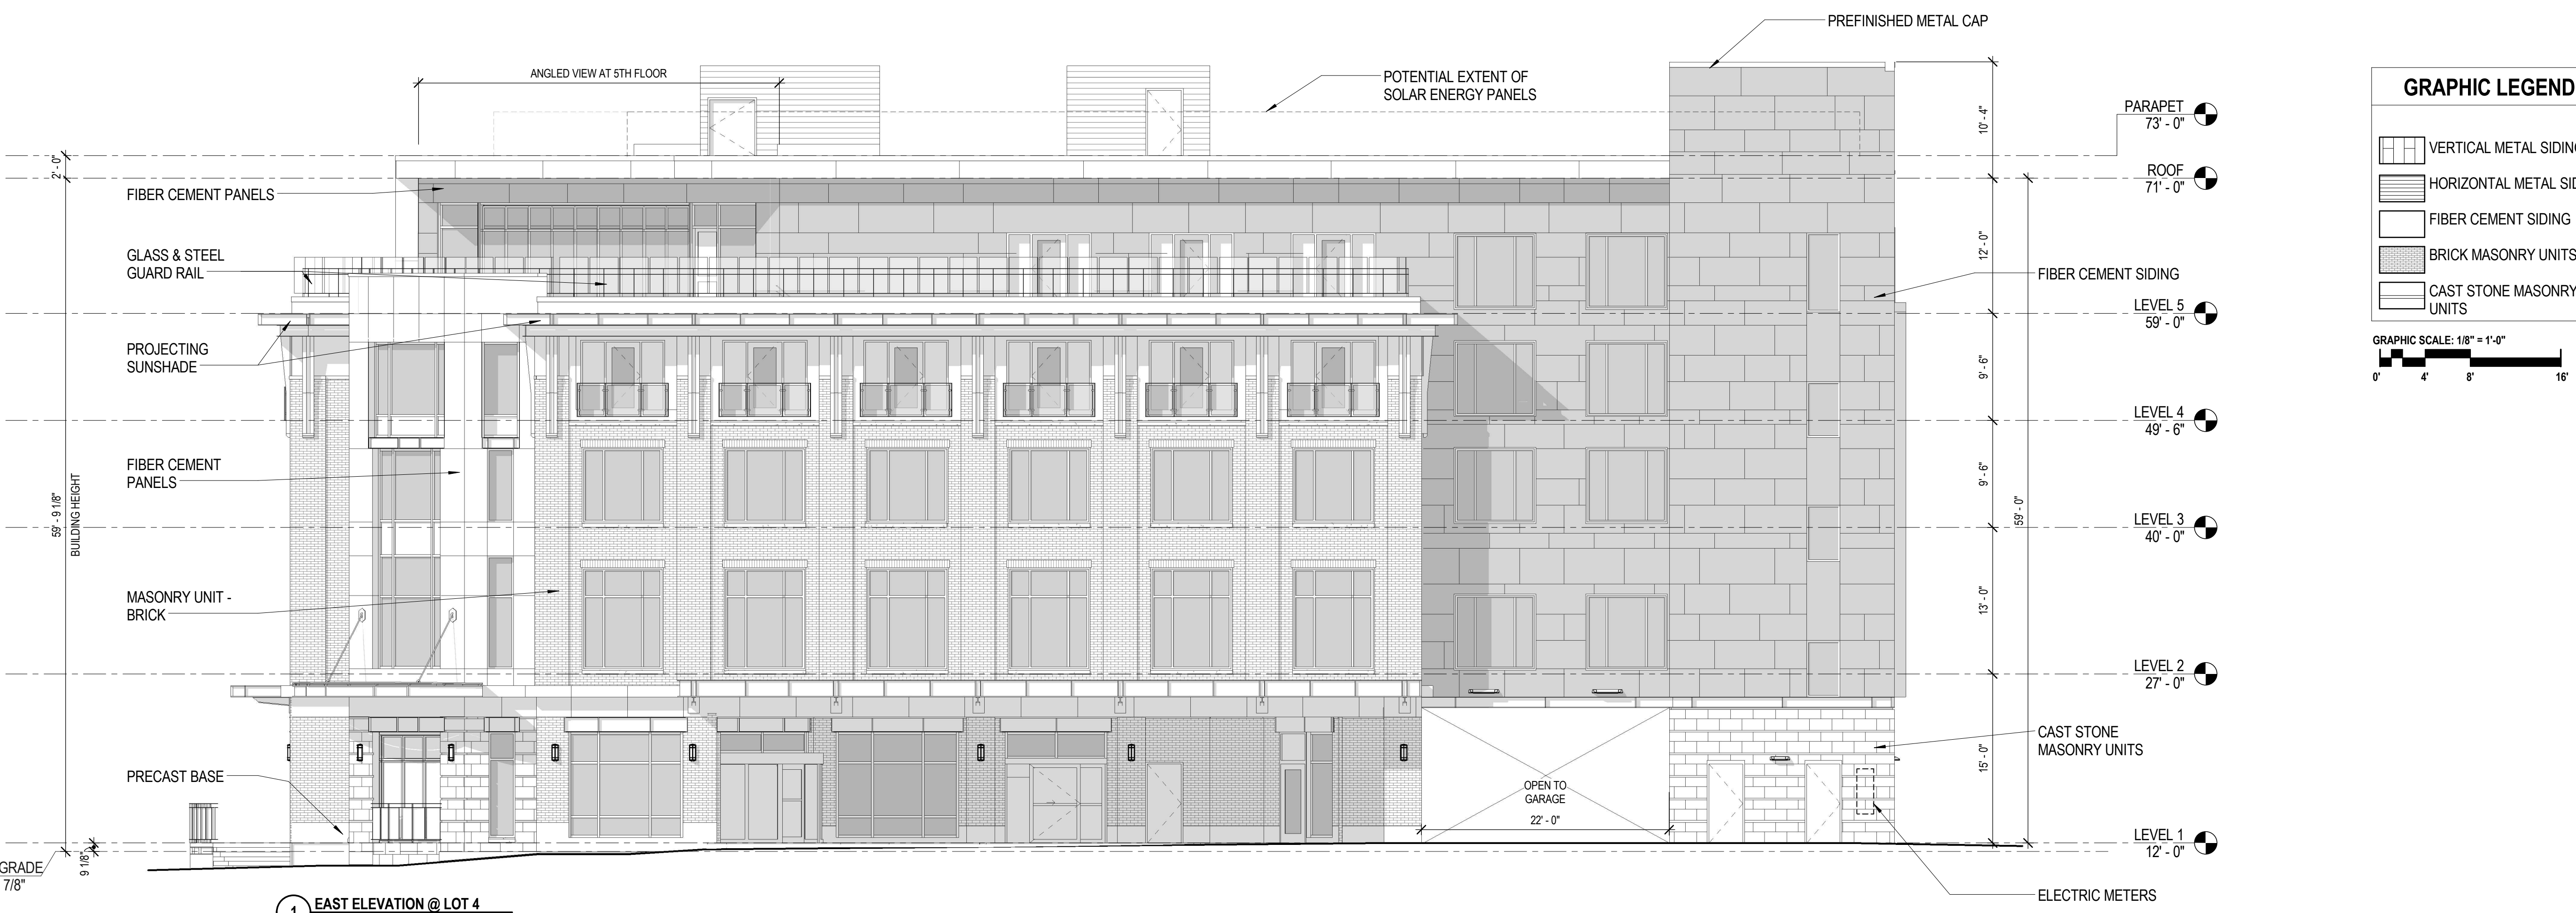 PREFINISHED METAL CAP
ANGLED VIEW AT 5TH FLOOR
POTENTIAL EXTENT OF
SOLAR ENERGY PANELS
GRAPHIC LEGEND
PARAPET
73' - 0"
10' - 4"
VERTICAL METAL SIDING
2' - 0"
ROOF
71' - 0"
HORIZONTAL METAL
FIBER CEMENT PANELS
FIBER CEMENT SIDING
GLASS & STEEL
GUARD RAIL
12' - 0"
BRICK MASONRY UNITS
FIBER CEMENT SIDING
CAST STONE MASONRY
UNITS
LEVEL 5
59' - 0"
PROJECTING
SUNSHADE
9' - 6"
GRAPHIC SCALE: 1/8" = 1'-0"
0' 4' 8' 16'
LEVEL 4
49' - 6"
FIBER CEMENT
PANELS
9' - 6"
59' - 9 1/8"
BUILDING HEIGHT
59' - 0"
LEVEL 3
40' - 0"
MASONRY UNIT -
BRICK
13' - 0"
LEVEL 2
27' - 0"
CAST STONE
MASONRY UNITS
PRECAST BASE
15' - 0"
OPEN TO
GARAGE
22' - 0"
LEVEL 1
12' - 0"
GRADE
7/8"
9 1/8"
ELECTRIC METERS
1
EAST ELEVATION @ LOT 4